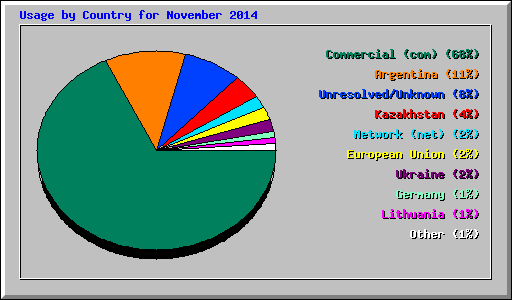 Usage by Country for November 2014
Commercial (com) (68%)
Argentina (11%)
Unresolved/Unknown (8%)
Kazakhstan (4%)
Network (net) (2%)
European Union (2%)
Ukraine (2%)
Germany (1%)
Lithuania (1%)
Other (1%)